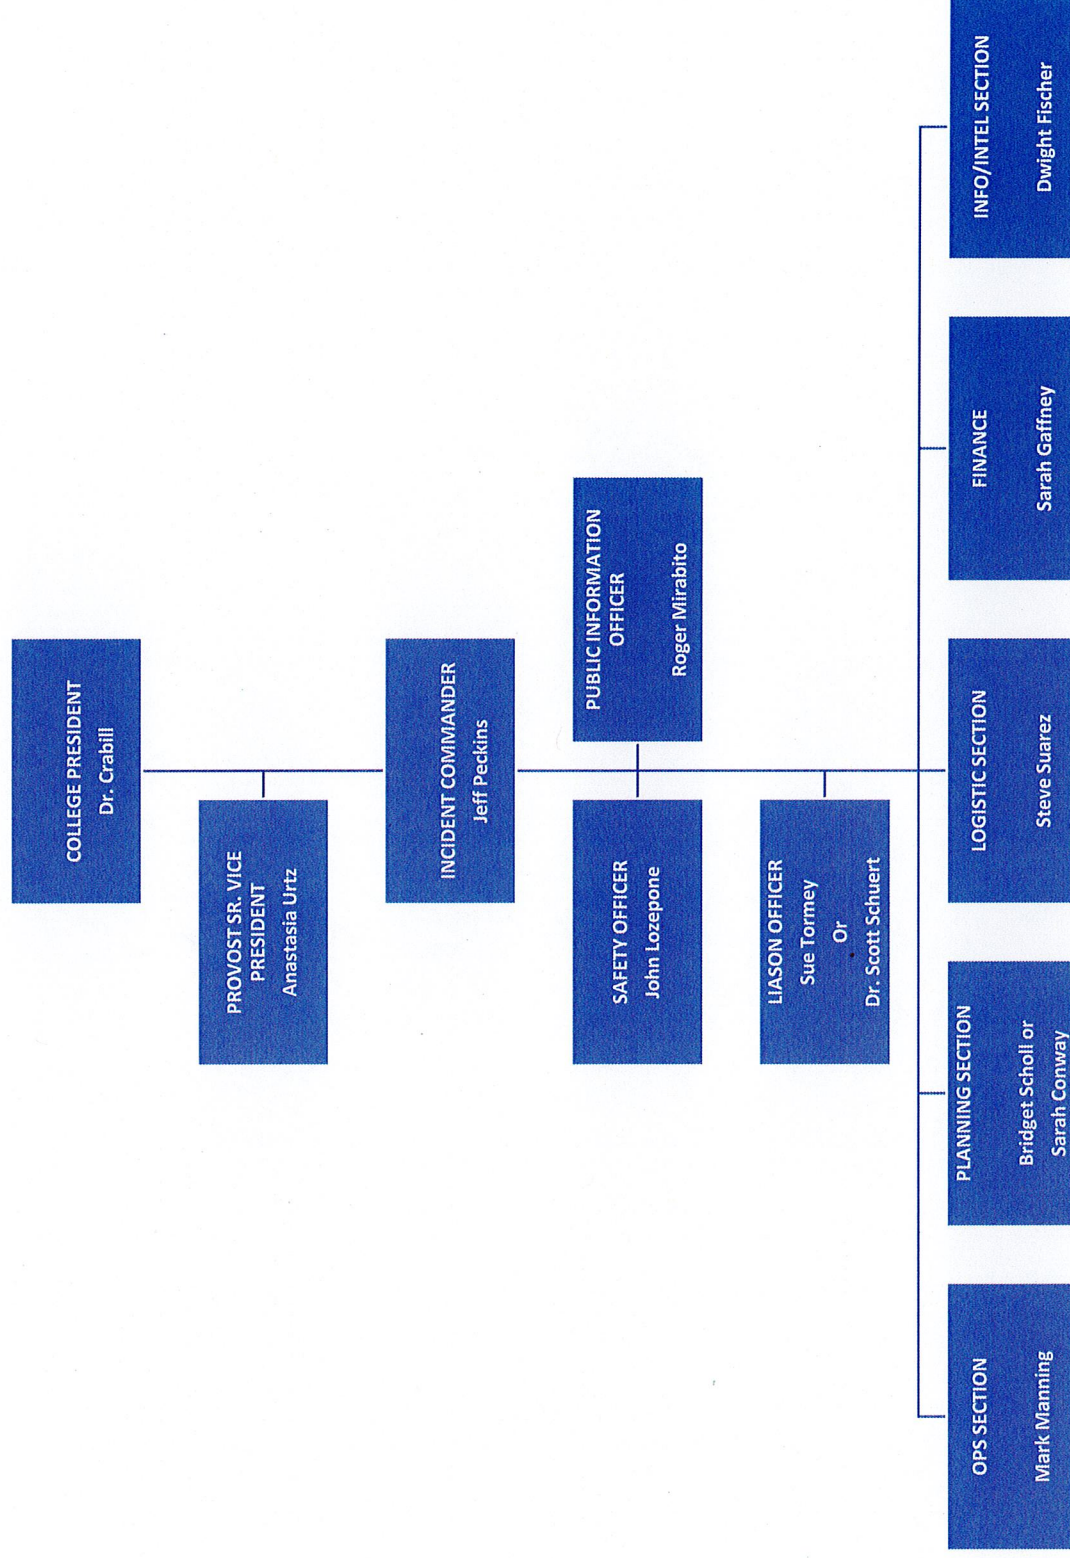 COLLEGE PRESIDENT
Dr. Crabill
PROVOST SR. VICE
PRESIDENT
Anastasia Urtz
INCIDENT COMMANDER
Jeff Peckins
SAFETY OFFICER
John Lozepone
PUBLIC INFORMATION
OFFICER
Roger Mirabito
LIASON OFFICER
Sue Tormey
Or
Dr. Scott Schuert
OPS SECTION
Mark Manning
PLANNING SECTION
Bridget Scholl or
Sarah Conway
LOGISTIC SECTION
Steve Suarez
FINANCE
Sarah Gaffney
INFO/INTEL SECTION
Dwight Fischer